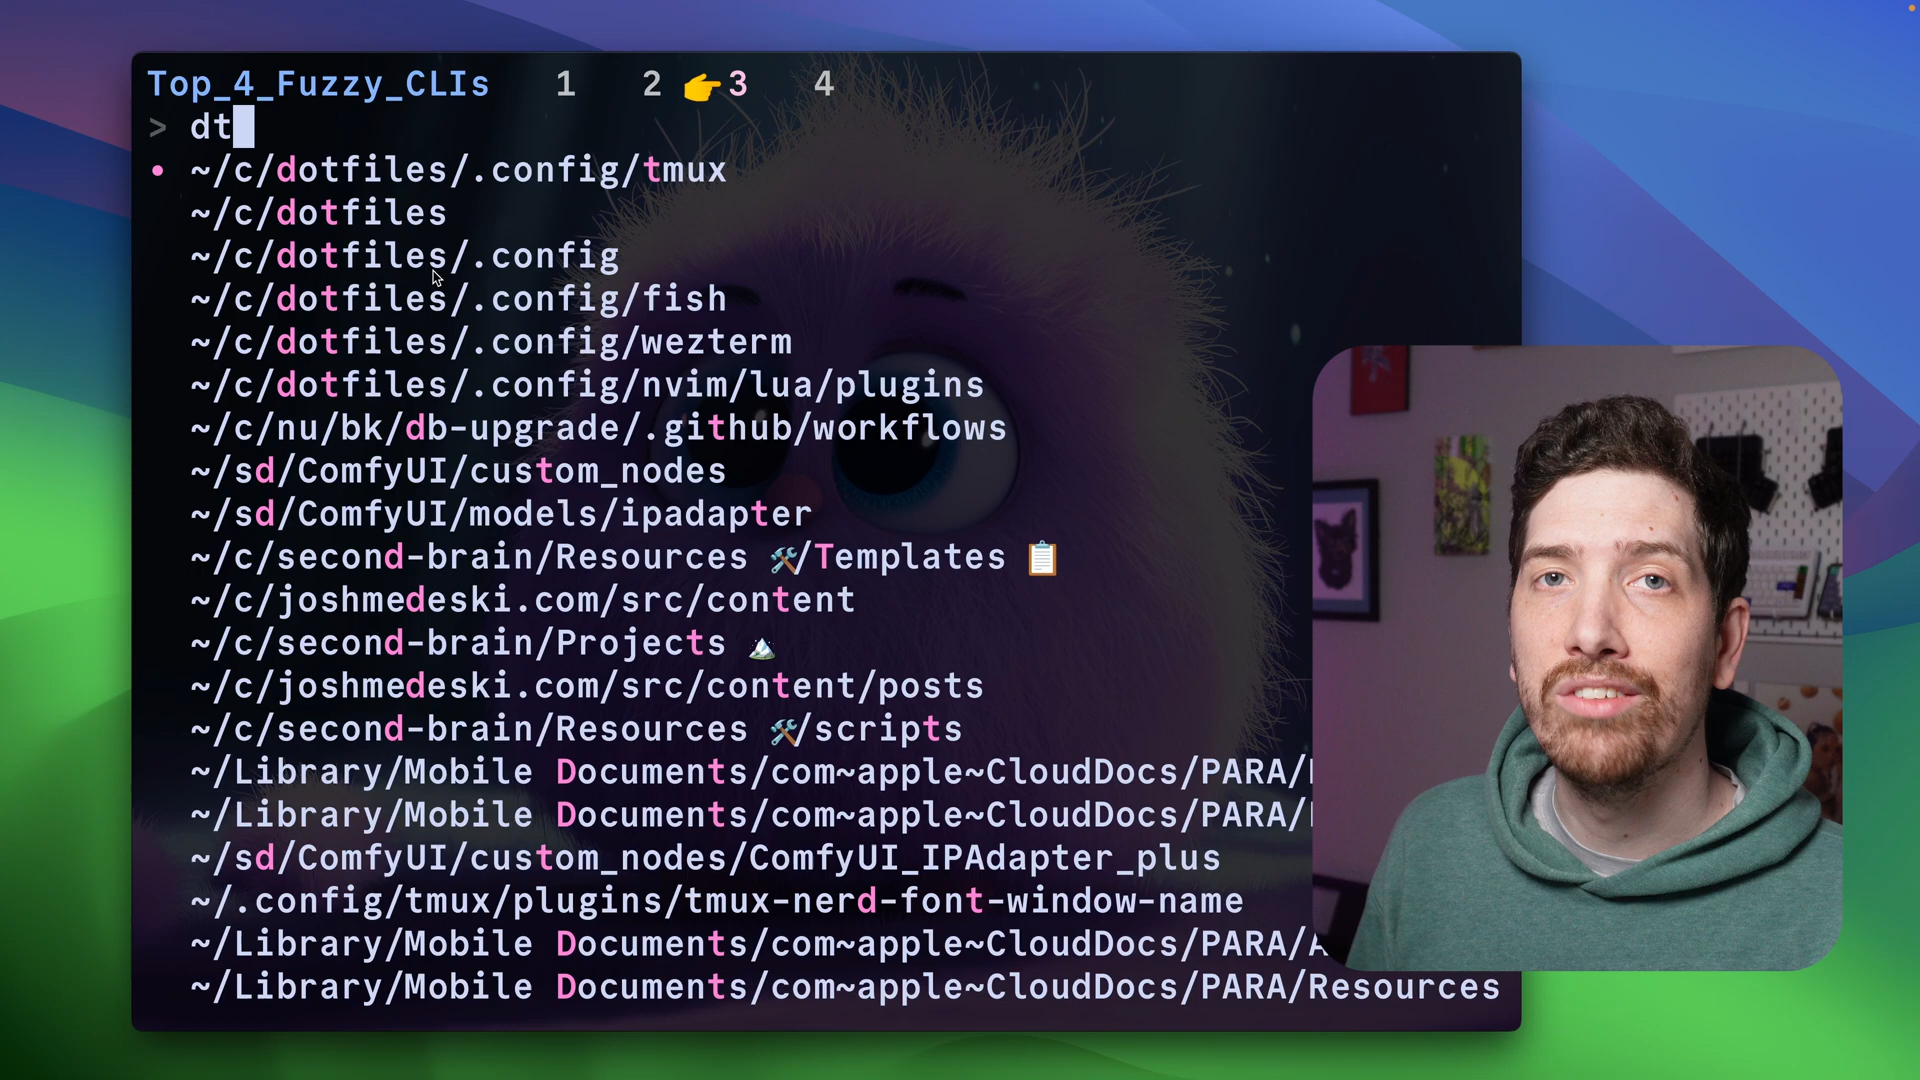 Top_4_Fuzzy_CLIs 1 2 👉3 4
> dt
• ~/c/dotfiles/.config/tmux
~/c/dotfiles
~/c/dotfiles/.config
~/c/dotfiles/.config/fish
~/c/dotfiles/.config/wezterm
~/c/dotfiles/.config/nvim/lua/plugins
~/c/nu/bk/db-upgrade/.github/workflows
~/sd/ComfyUI/custom_nodes
~/sd/ComfyUI/models/ipadapter
~/c/second-brain/Resources 🛠/Templates 📋
~/c/joshmedeski.com/src/content
~/c/second-brain/Projects 🏔
~/c/joshmedeski.com/src/content/posts
~/c/second-brain/Resources 🛠/scripts
~/Library/Mobile Documents/com~apple~CloudDocs/PARA/
~/Library/Mobile Documents/com~apple~CloudDocs/PARA/
~/sd/ComfyUI/custom_nodes/ComfyUI_IPAdapter_plus
~/.config/tmux/plugins/tmux-nerd-font-window-name
~/Library/Mobile Documents/com~apple~CloudDocs/PARA/A
~/Library/Mobile Documents/com~apple~CloudDocs/PARA/Resources